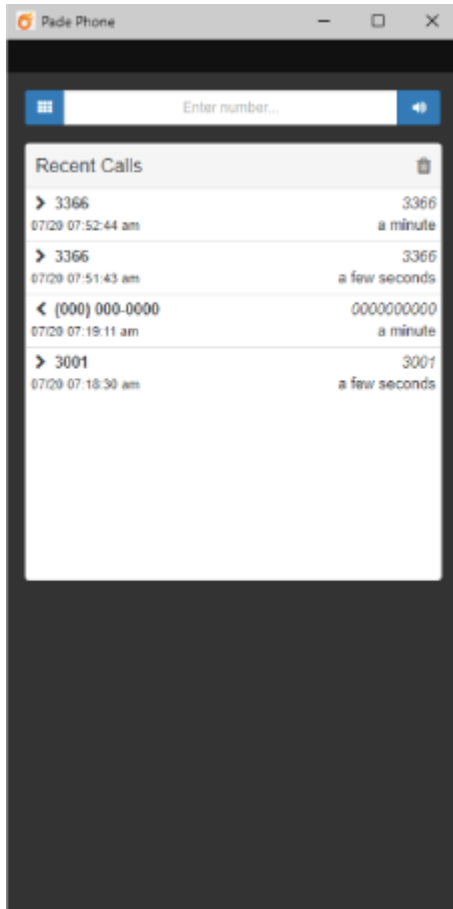 Pade Phone
Enter number...
Recent Calls
> 3366 3366
07/20 07:52:44 am a minute
> 3366 3366
07/20 07:51:43 am a few seconds
< (000) 000-0000 0000000000
07/20 07:19:11 am a minute
> 3001 3001
07/20 07:18:30 am a few seconds